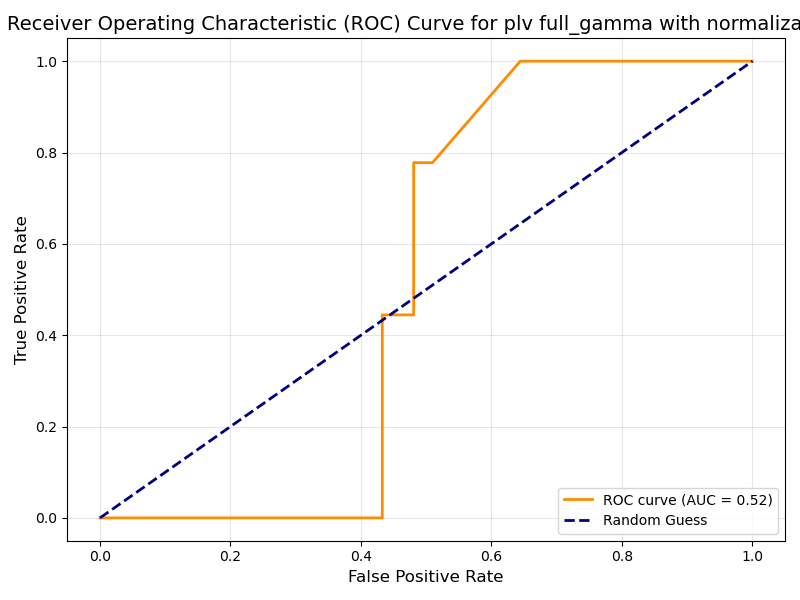 Receiver Operating Characteristic (ROC) Curve for plv full_gamma with normaliza
1.0
0.8
0.6
0.4
0.2
0.0
True Positive Rate
0.0 0.2 0.4 0.6 0.8 1.0
False Positive Rate
ROC curve (AUC = 0.52)
Random Guess